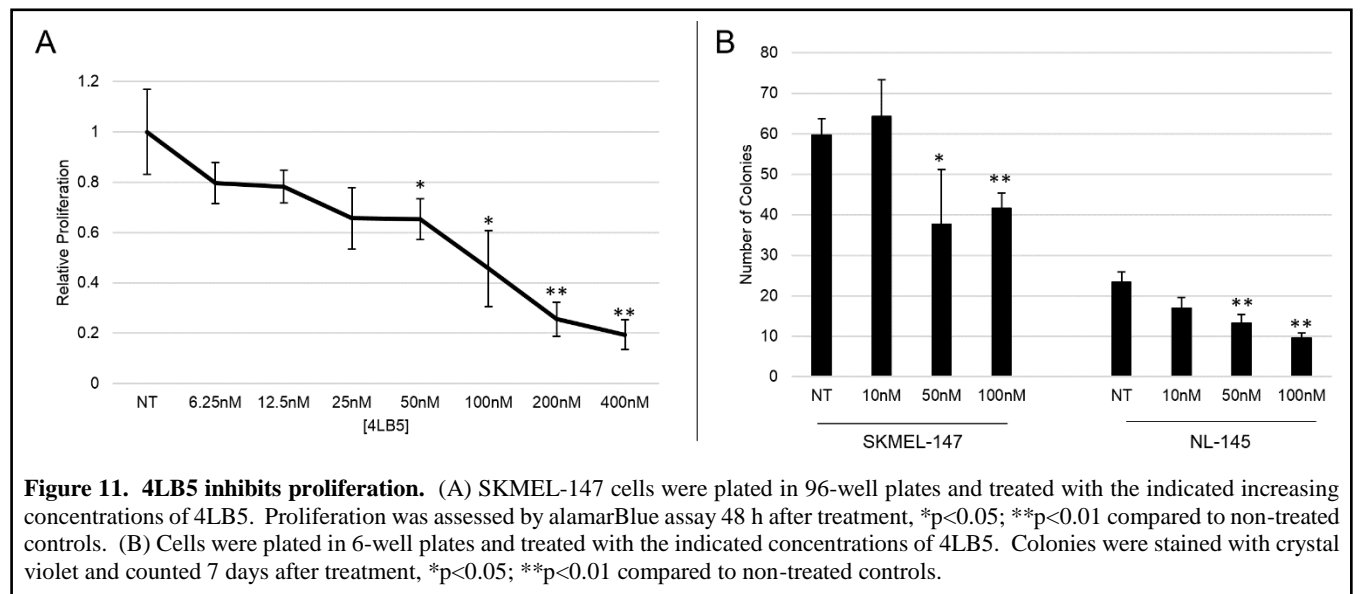 A
1.2
1
0.8
0.6
0.4
0.2
0
Relative Proliferation
*
*
**
**
NT 6.25nM 12.5nM 25nM 50nM 100nM 200nM 400nM
[4LB5]
B
80
70
60
50
40
30
20
10
0
Number of Colonies
*
**
**
**
NT 10nM 50nM 100nM NT 10nM 50nM 100nM
SKMEL-147 NL-145
Figure 11. 4LB5 inhibits proliferation. (A) SKMEL-147 cells were plated in 96-well plates and treated with the indicated increasing
concentrations of 4LB5. Proliferation was assessed by alamarBlue assay 48 h after treatment, *p<0.05; **p<0.01 compared to non-treated
controls. (B) Cells were plated in 6-well plates and treated with the indicated concentrations of 4LB5. Colonies were stained with crystal
violet and counted 7 days after treatment, *p<0.05; **p<0.01 compared to non-treated controls.